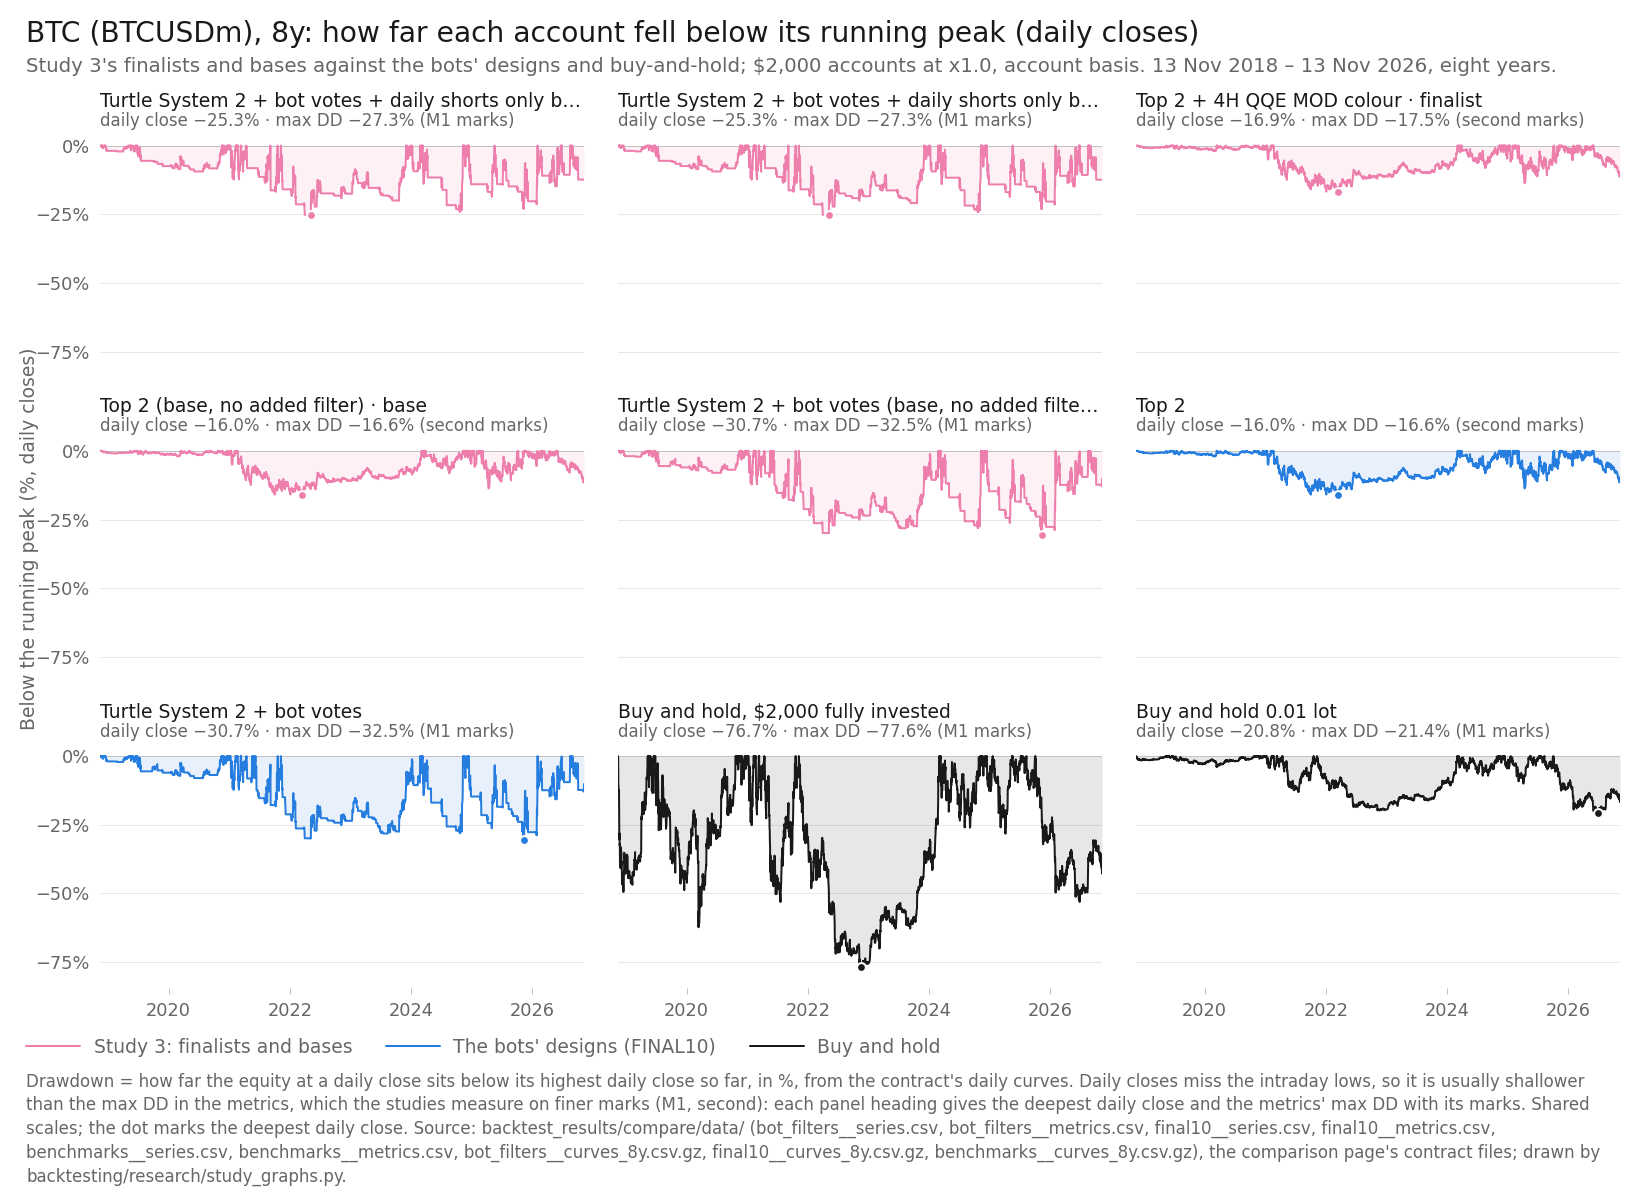 BTC (BTCUSDm), 8y: how far each account fell below its running peak (daily closes)
Study 3's finalists and bases against the bots' designs and buy-and-hold; $2,000 accounts at x1.0, account basis. 13 Nov 2018 – 13 Nov 2026, eight years.
Turtle System 2 + bot votes + daily shorts only b…
daily close −25.3% · max DD −27.3% (M1 marks)
Turtle System 2 + bot votes + daily shorts only b…
daily close −25.3% · max DD −27.3% (M1 marks)
Top 2 + 4H QQE MOD colour · finalist
daily close −16.9% · max DD −17.5% (second marks)
0%
−25%
−50%
−75%
Below the running peak (%, daily closes)
Top 2 (base, no added filter) · base
daily close −16.0% · max DD −16.6% (second marks)
Turtle System 2 + bot votes (base, no added filte…
daily close −30.7% · max DD −32.5% (M1 marks)
Top 2
daily close −16.0% · max DD −16.6% (second marks)
0%
−25%
−50%
−75%
Turtle System 2 + bot votes
daily close −30.7% · max DD −32.5% (M1 marks)
Buy and hold, $2,000 fully invested
daily close −76.7% · max DD −77.6% (M1 marks)
Buy and hold 0.01 lot
daily close −20.8% · max DD −21.4% (M1 marks)
0%
−25%
−50%
−75%
2020 2022 2024 2026
2020 2022 2024 2026
2020 2022 2024 2026
Study 3: finalists and bases
The bots' designs (FINAL10)
Buy and hold
Drawdown = how far the equity at a daily close sits below its highest daily close so far, in %, from the contract's daily curves. Daily closes miss the intraday lows, so it is usually shallower
than the max DD in the metrics, which the studies measure on finer marks (M1, second): each panel heading gives the deepest daily close and the metrics' max DD with its marks. Shared
scales; the dot marks the deepest daily close. Source: backtest_results/compare/data/ (bot_filters__series.csv, bot_filters__metrics.csv, final10__series.csv, final10__metrics.csv,
benchmarks__series.csv, benchmarks__metrics.csv, bot_filters__curves_8y.csv.gz, final10__curves_8y.csv.gz, benchmarks__curves_8y.csv.gz), the comparison page's contract files; drawn by
backtesting/research/study_graphs.py.